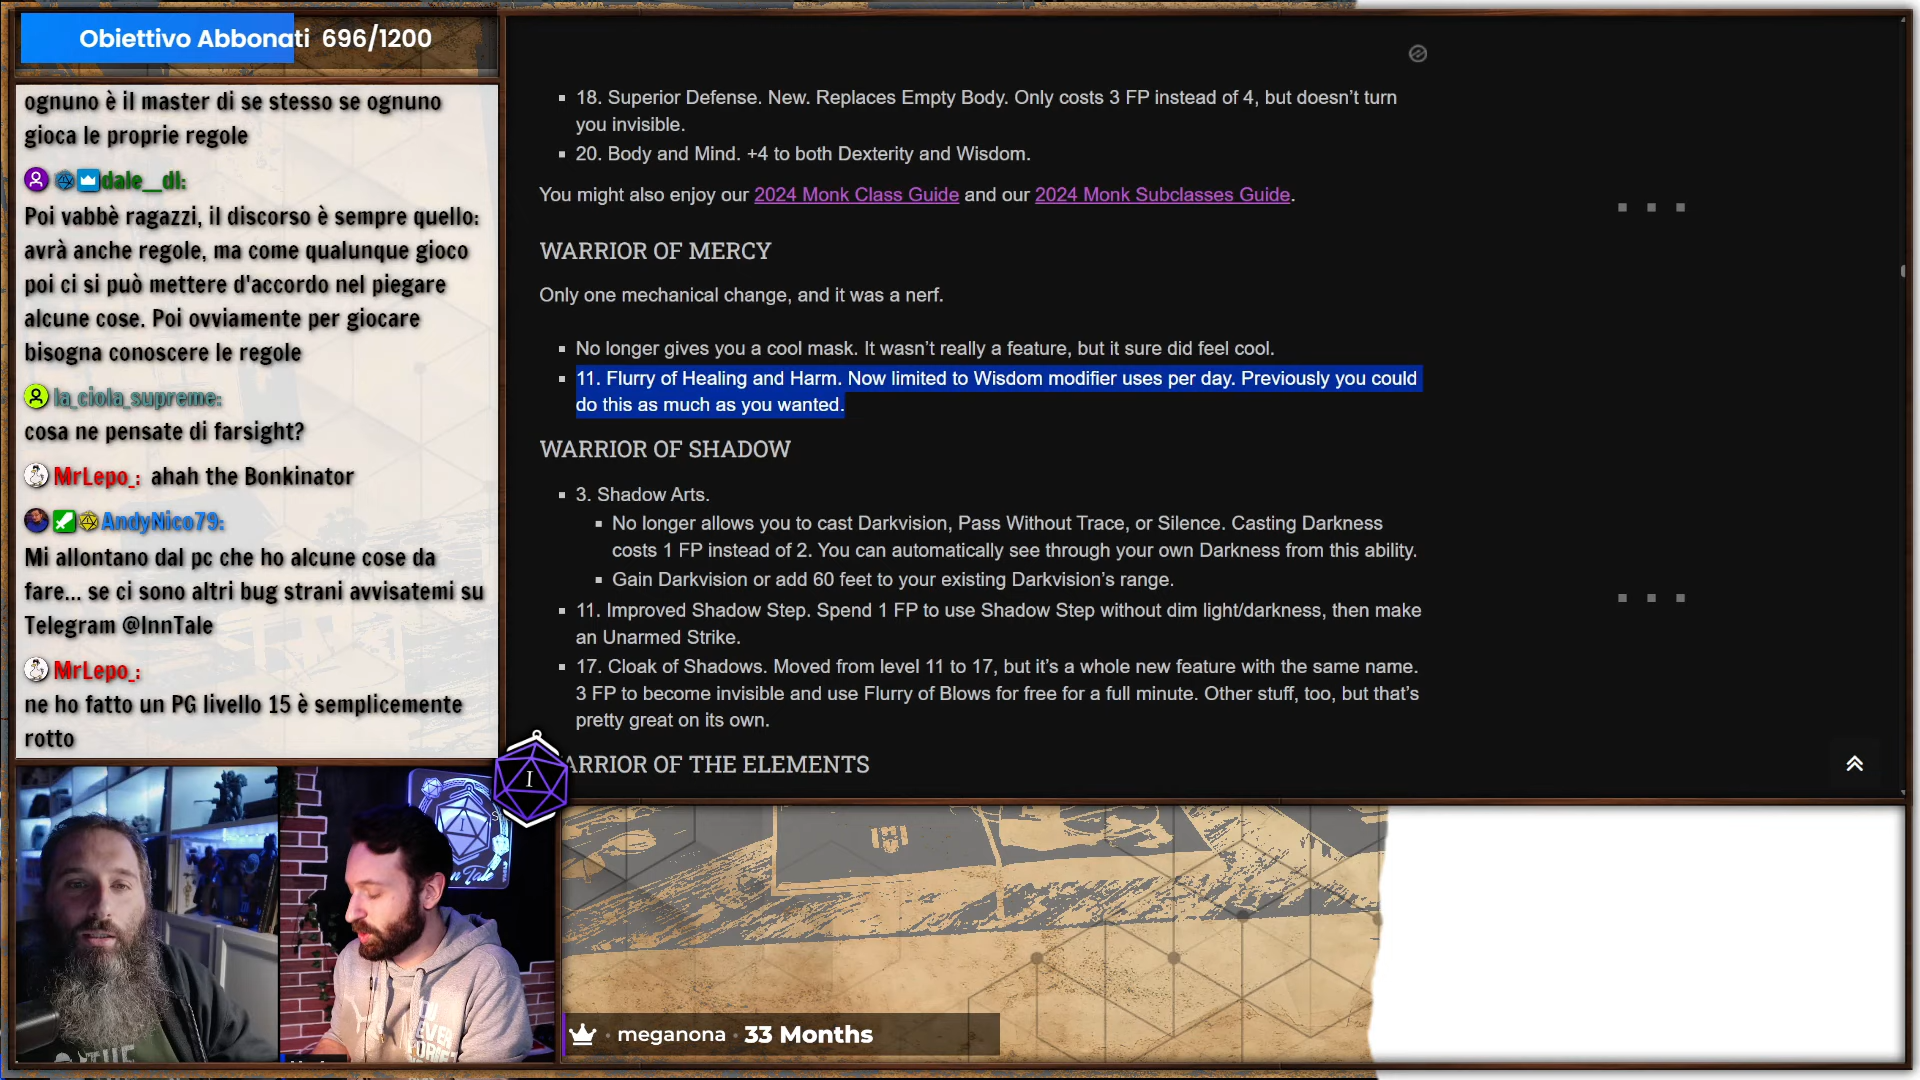 Obiettivo Abbonati 696/1200
ognuno è il master di se stesso se ognuno
gioca le proprie regole
dale__dl:
Poi vabbè ragazzi, il discorso è sempre quello:
avrà anche regole, ma come qualunque gioco
poi ci si può mettere d'accordo nel piegare
alcune cose. Poi ovviamente per giocare
bisogna conoscere le regole
la_ciola_supreme:
cosa ne pensate di farsight?
MrLepo_: ahah the Bonkinator
AndyNico79:
Mi allontano dal pc che ho alcune cose da
fare... se ci sono altri bug strani avvisatemi su
Telegram @InnTale
MrLepo_:
ne ho fatto un PG livello 15 è semplicemente
rotto
18. Superior Defense. New. Replaces Empty Body. Only costs 3 FP instead of 4, but doesn’t turn
you invisible.
20. Body and Mind. +4 to both Dexterity and Wisdom.
You might also enjoy our 2024 Monk Class Guide and our 2024 Monk Subclasses Guide.
WARRIOR OF MERCY
Only one mechanical change, and it was a nerf.
No longer gives you a cool mask. It wasn’t really a feature, but it sure did feel cool.
11. Flurry of Healing and Harm. Now limited to Wisdom modifier uses per day. Previously you could
do this as much as you wanted.
WARRIOR OF SHADOW
3. Shadow Arts.
No longer allows you to cast Darkvision, Pass Without Trace, or Silence. Casting Darkness
costs 1 FP instead of 2. You can automatically see through your own Darkness from this ability.
Gain Darkvision or add 60 feet to your existing Darkvision’s range.
11. Improved Shadow Step. Spend 1 FP to use Shadow Step without dim light/darkness, then make
an Unarmed Strike.
17. Cloak of Shadows. Moved from level 11 to 17, but it’s a whole new feature with the same name.
3 FP to become invisible and use Flurry of Blows for free for a full minute. Other stuff, too, but that’s
pretty great on its own.
ARRIOR OF THE ELEMENTS
I
meganona · 33 Months